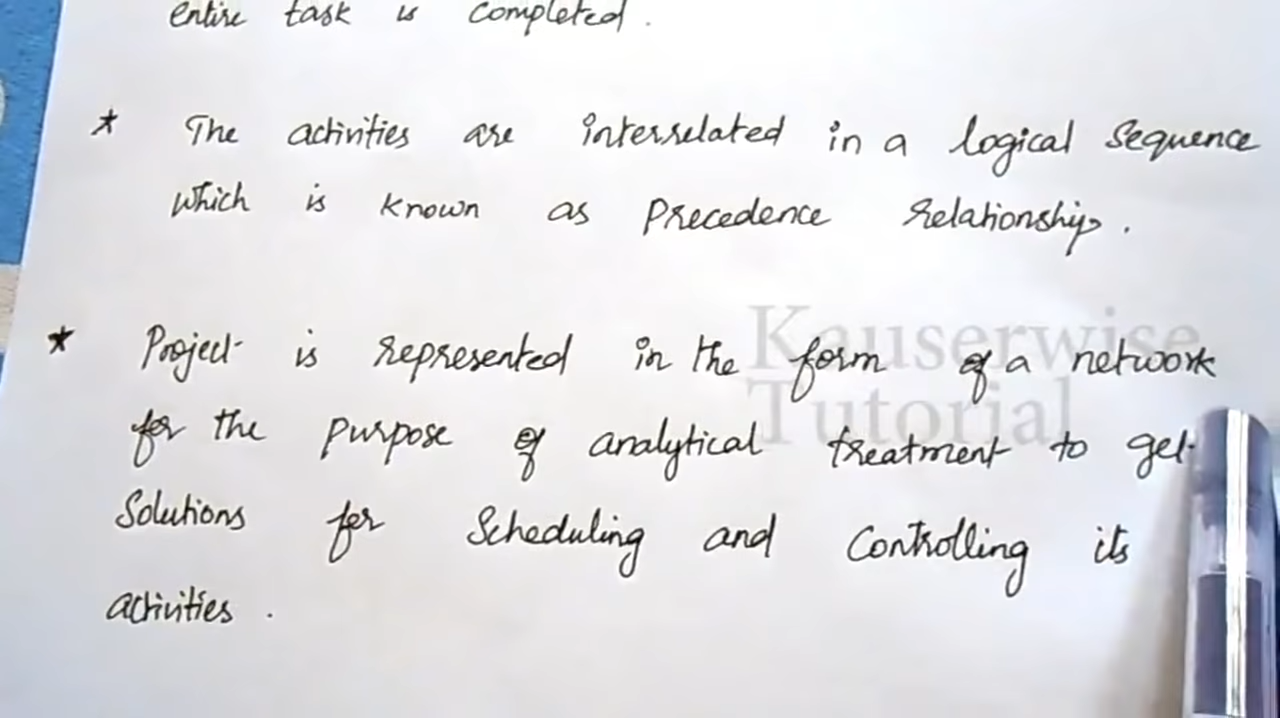 entire task is completed.
* The activities are interrelated in a logical sequence
which is known as Precedence relationship.
Kauserwise
Tutorial
* Project is represented in the form of a network
for the purpose of analytical treatment to get
Solutions for Scheduling and Controlling its
activities.